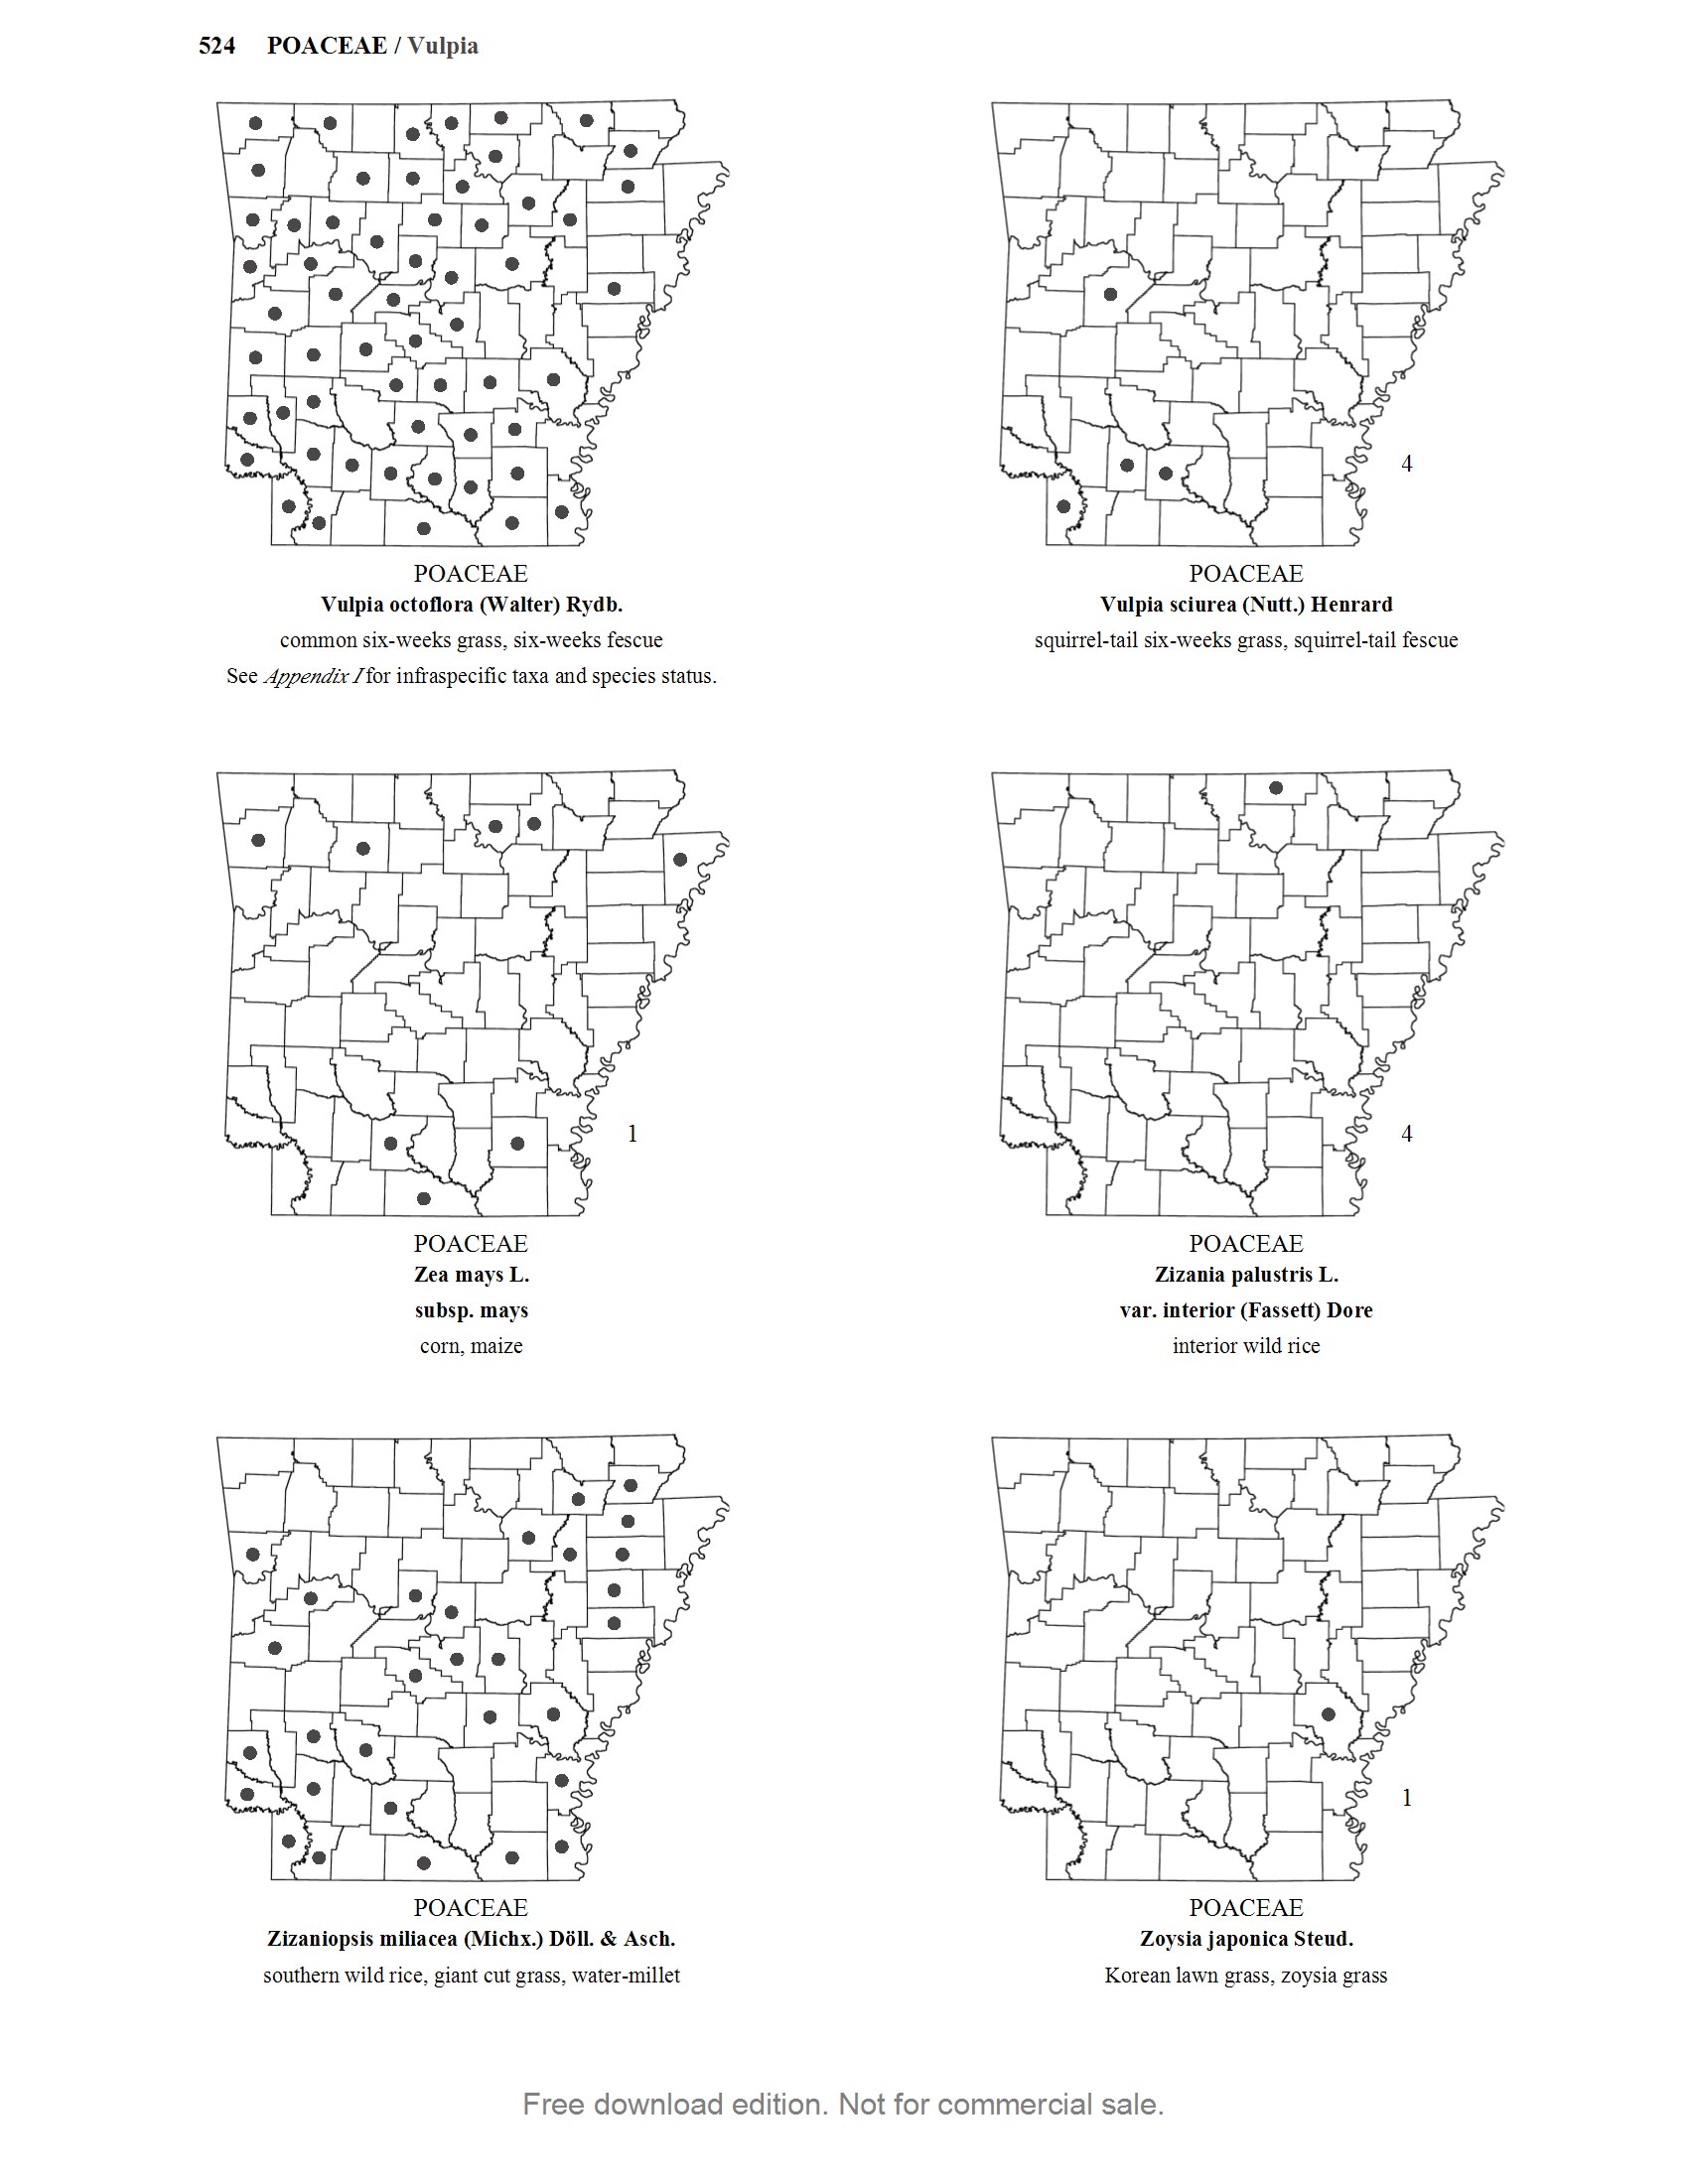 524 POACEAE / Vulpia
POACEAE
Vulpia octoflora (Walter) Rydb.
common six-weeks grass, six-weeks fescue
See Appendix I for infraspecific taxa and species status.
4
POACEAE
Vulpia sciurea (Nutt.) Henrard
squirrel-tail six-weeks grass, squirrel-tail fescue
1
POACEAE
Zea mays L.
subsp. mays
corn, maize
4
POACEAE
Zizania palustris L.
var. interior (Fassett) Dore
interior wild rice
POACEAE
Zizaniopsis miliacea (Michx.) Döll. & Asch.
southern wild rice, giant cut grass, water-millet
1
POACEAE
Zoysia japonica Steud.
Korean lawn grass, zoysia grass
Free download edition. Not for commercial sale.